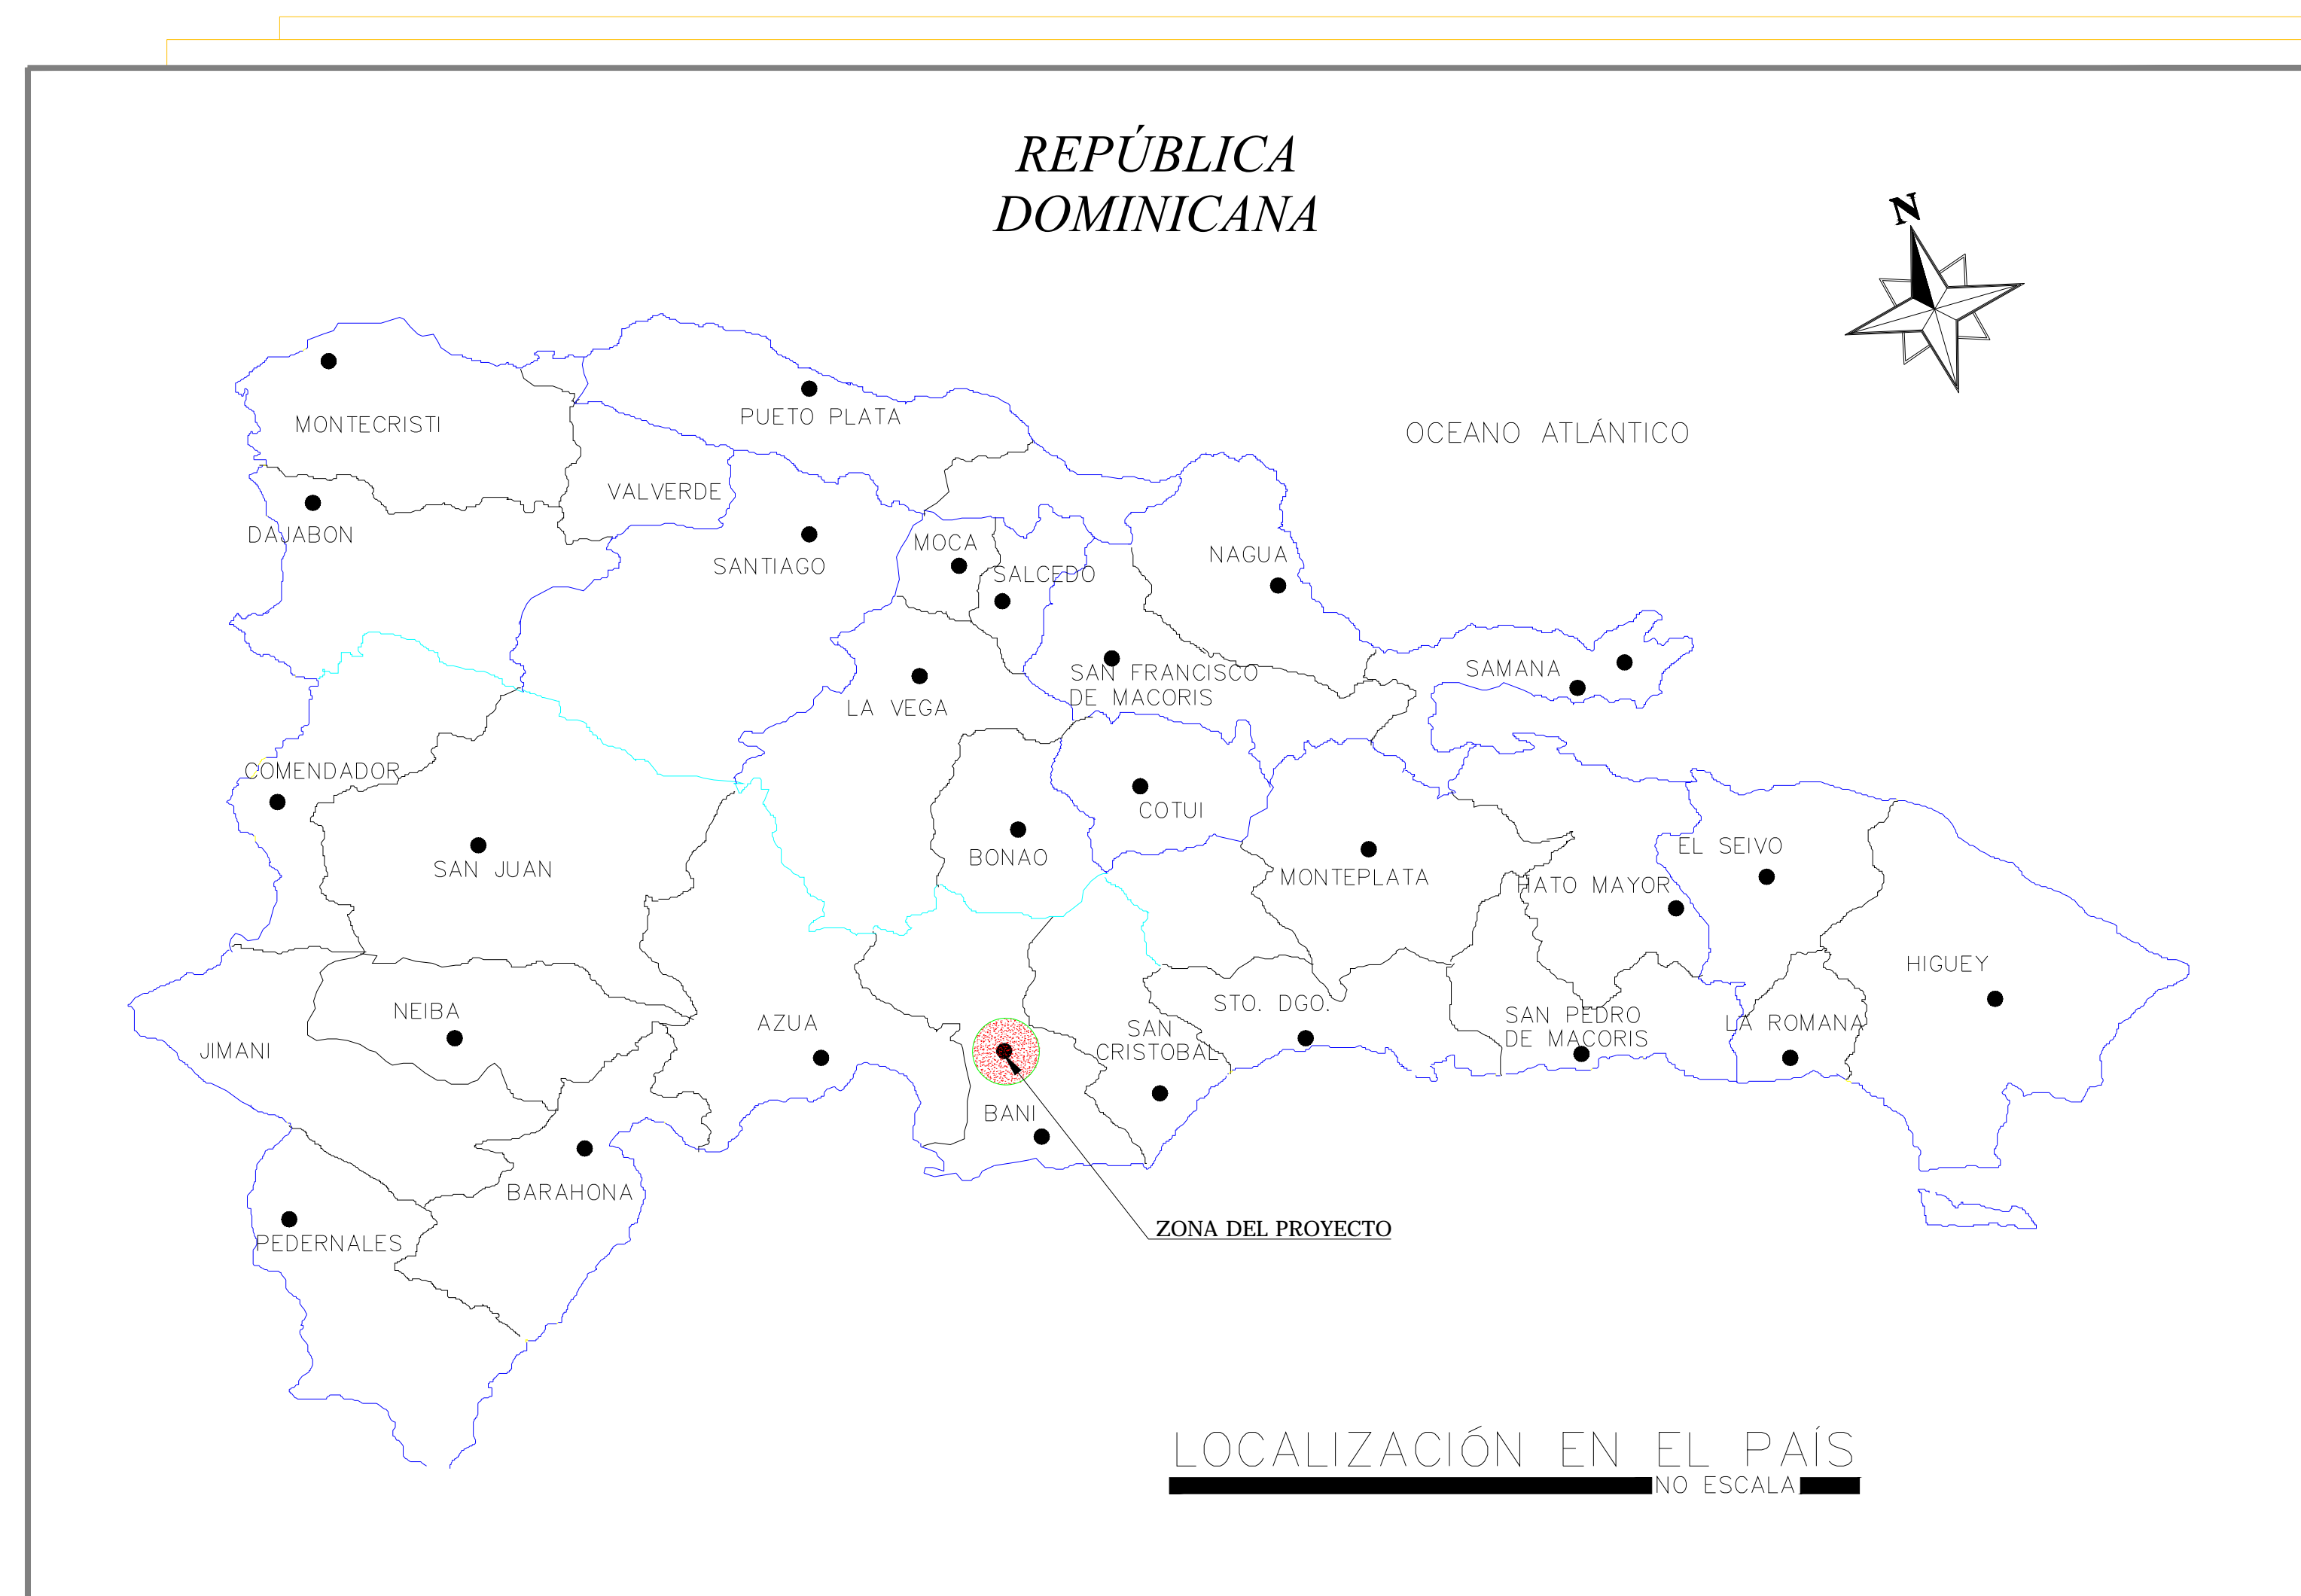 REPÚBLICA
DOMINICANA
N
OCEANO ATLÁNTICO
MONTECRISTI
PUETO PLATA
VALVERDE
DAJABON
SANTIAGO
MOCA
SALCEDO
NAGUA
SAN FRANCISCO
DE MACORIS
SAMANA
LA VEGA
COMENDADOR
COTUI
SAN JUAN
BONAO
MONTEPLATA
EL SEIVO
HATO MAYOR
HIGUEY
NEIBA
JIMANI
AZUA
SAN
CRISTOBAL
STO. DGO.
SAN PEDRO
DE MACORIS
LA ROMANA
BANI
BARAHONA
PEDERNALES
ZONA DEL PROYECTO
LOCALIZACIÓN EN EL PAÍS
NO ESCALA